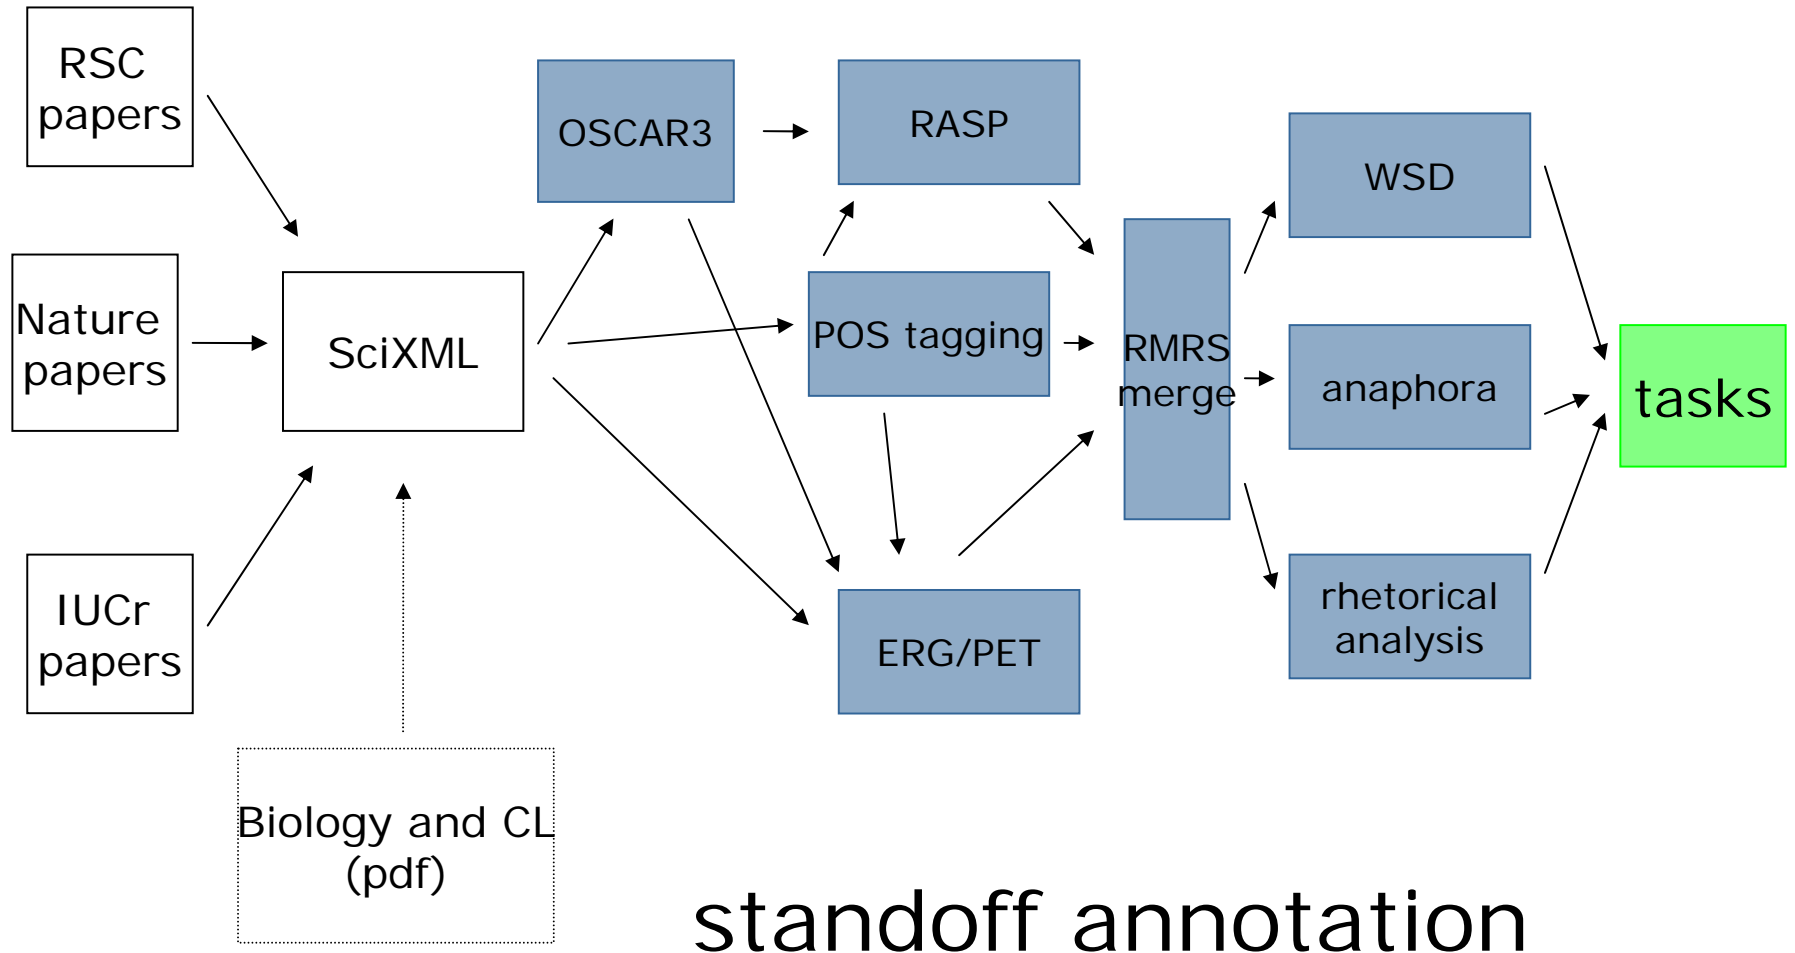 RSC
papers
Nature
papers
IUCr
papers
Biology and CL
(pdf)
SciXML
OSCAR3
RASP
POS tagging
ERG/PET
RMRS
merge
WSD
anaphora
rhetorical
analysis
tasks
standoff annotation